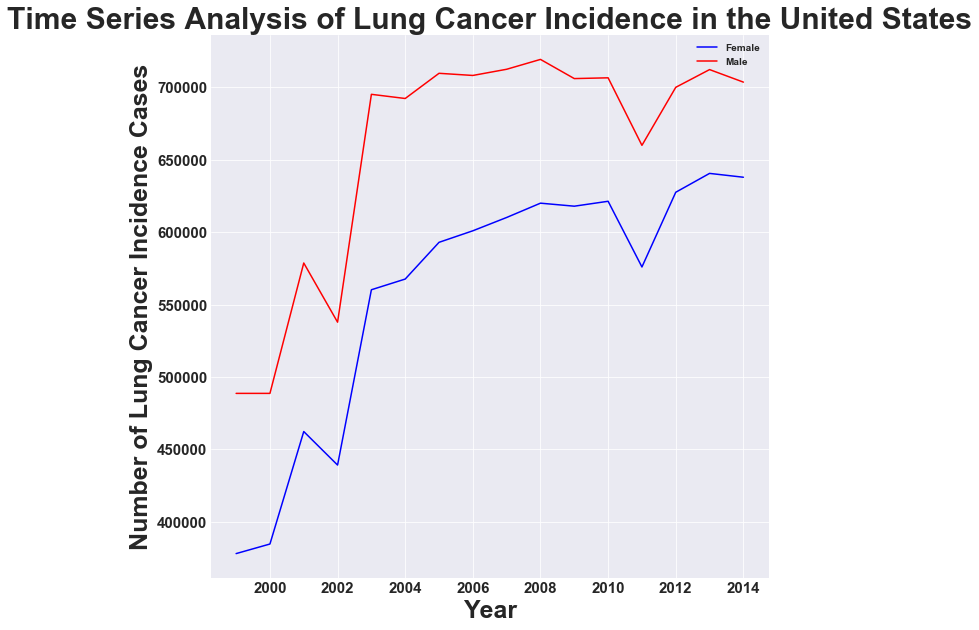 Time Series Analysis of Lung Cancer Incidence in the United States
Female
Male
Number of Lung Cancer Incidence Cases
700000
650000
600000
550000
500000
450000
400000
2000 2002 2004 2006 2008 2010 2012 2014
Year